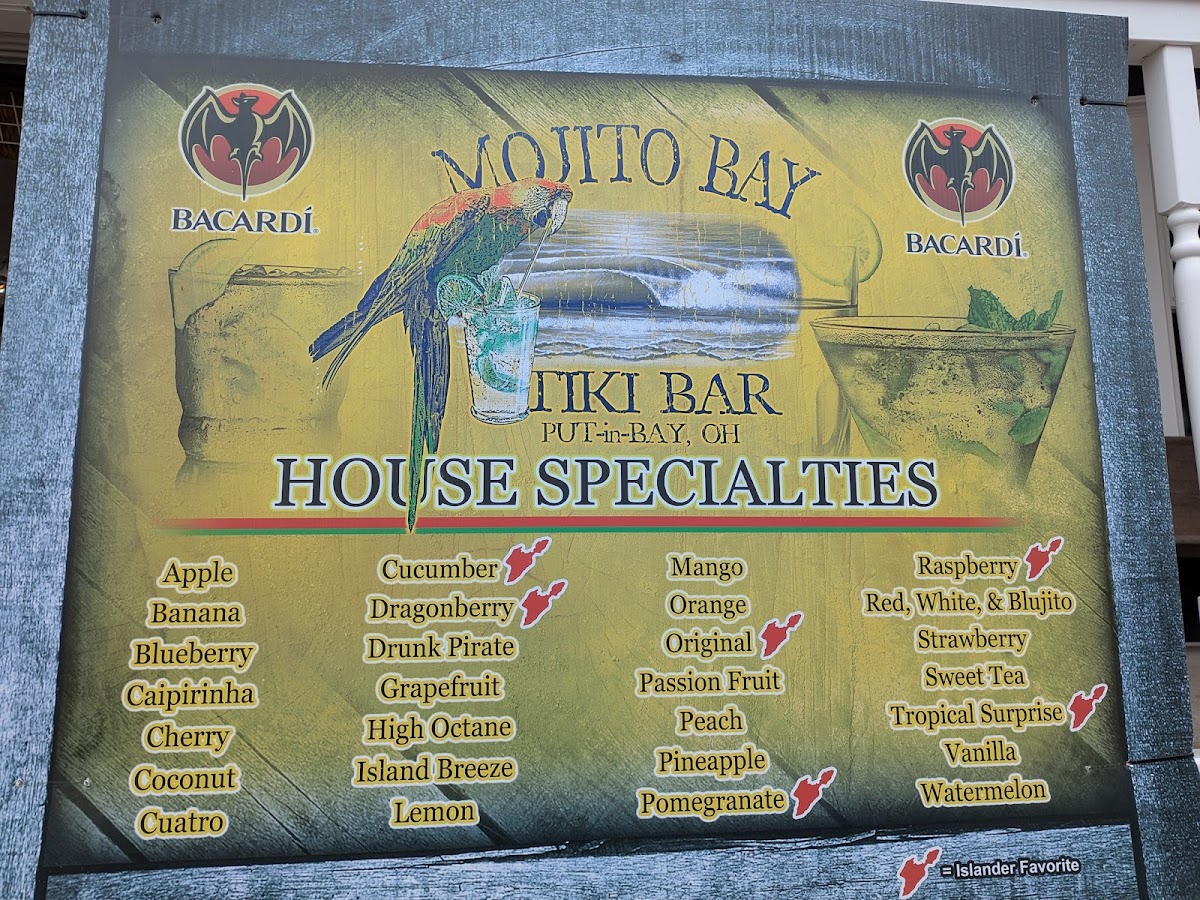 BACARDÍ®
MOJITO BAY
BACARDÍ®
TIKI BAR
PUT-in-BAY, OH
HOUSE SPECIALTIES
Apple
Banana
Blueberry
Caipirinha
Cherry
Coconut
Cuatro
Cucumber
Dragonberry
Drunk Pirate
Grapefruit
High Octane
Island Breeze
Lemon
Mango
Orange
Original
Passion Fruit
Peach
Pineapple
Pomegranate
Raspberry
Red, White, & Blujito
Strawberry
Sweet Tea
Tropical Surprise
Vanilla
Watermelon
= Islander Favorite